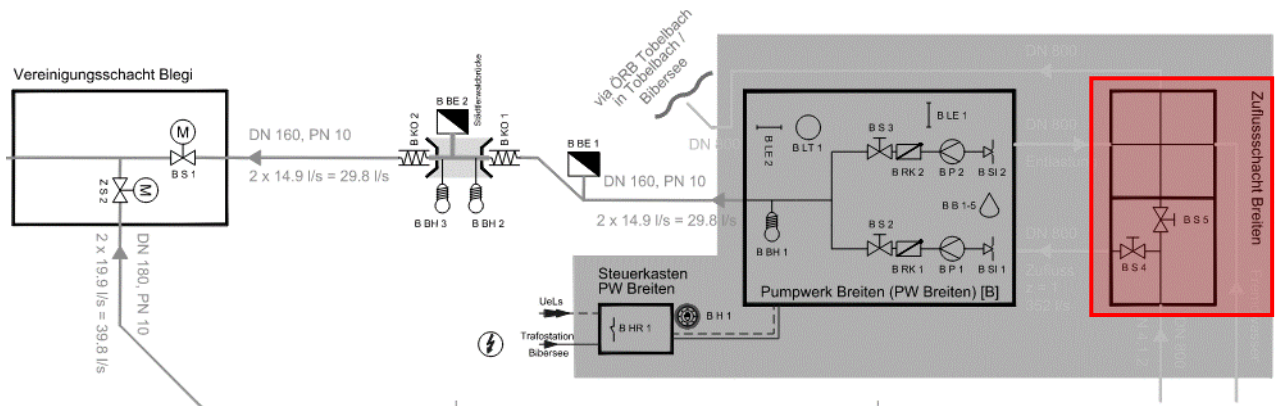 Vereinigungsschacht Blegi
M
B S 1
M
Z S 2
DN 180, PN 10
2 x 19.9 l/s = 39.8 l/s
DN 160, PN 10
2 x 14.9 l/s = 29.8 l/s
B KO 2
B BE 2
Städtlerwaldbrücke
B KO 1
B BH 3
B BH 2
B BE 1
DN 160, PN 10
2 x 14.9 l/s = 29.8 l/s
via ÖRB Tobelbach
in Tobelbach /
Bibersee
DN 800
DN 800
B LE 2
B LT 1
B LE 1
B S 3
B RK 2
B P 2
B SI 2
B B 1-5
B BH 1
B S 2
B RK 1
B P 1
B SI 1
Pumpwerk Breiten (PW Breiten) [B]
DN 800
Entlastung
DN 800
Zufluss
z = 1
352 l/s
Zuflussschacht Breiten
B S 5
B S 4
DN 800
Steuerkasten
PW Breiten
UeLs
B HR 1
B H 1
Trafostation
Bibersee